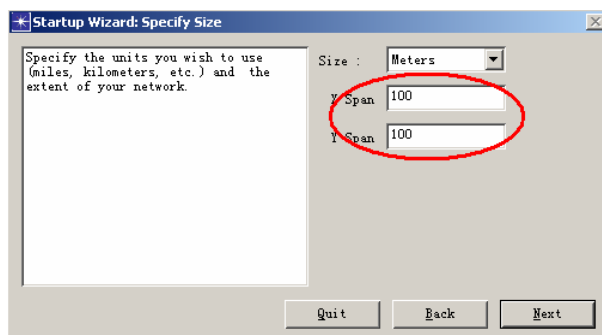 Startup Wizard: Specify Size
Specify the units you wish to use
(miles, kilometers, etc.) and the
extent of your network.
Size :
Meters
X Span
100
Y Span
100
Quit
Back
Next